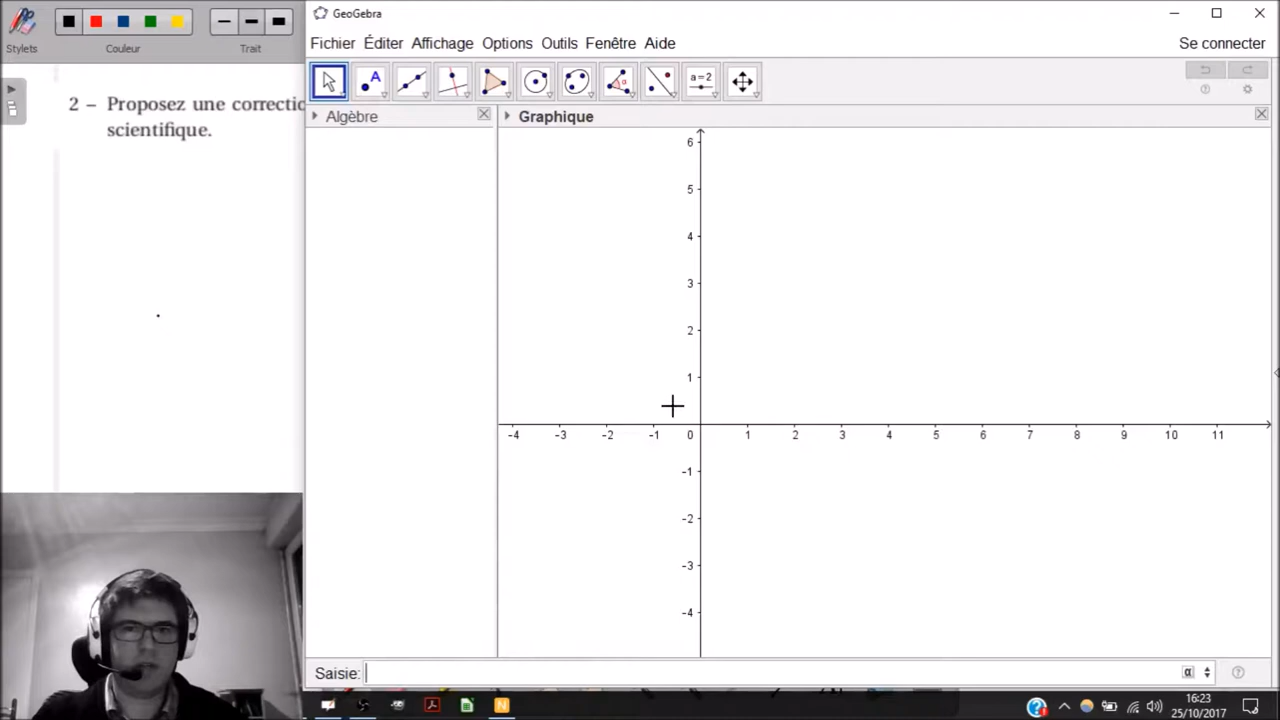 Stylets
Couleur
Trait
2 – Proposez une correctio
scientifique.
GeoGebra
Fichier Éditer Affichage Options Outils Fenêtre Aide
Se connecter
A
α
a=2
Algèbre
Graphique
6
5
4
3
2
1
-4 -3 -2 -1 0 1 2 3 4 5 6 7 8 9 10 11
-1
-2
-3
-4
Saisie:
α
16:23
25/10/2017